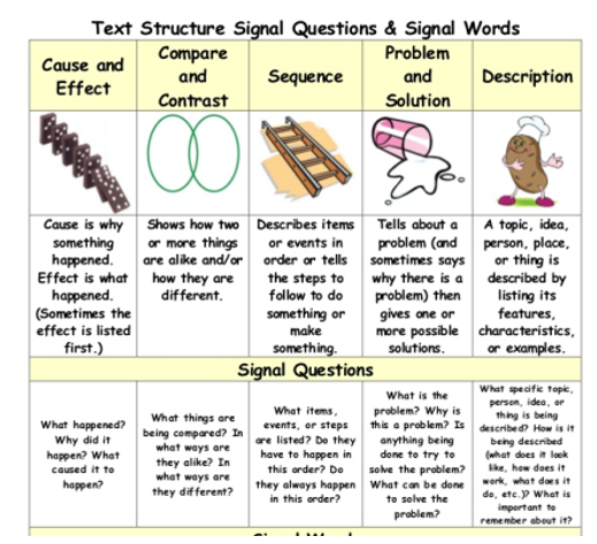 Text Structure Signal Questions & Signal Words
Cause and
Effect
Compare
and
Contrast
Sequence
Problem
and
Solution
Description
Cause is why
something
happened.
Effect is what
happened.
(Sometimes the
effect is listed
first.)
Shows how two
or more things
are alike and/or
how they are
different.
Describes items
or events in
order or tells
the steps to
follow to do
something or
make
something.
Tells about a
problem (and
sometimes says
why there is a
problem) then
gives one or
more possible
solutions.
A topic, idea,
person, place,
or thing is
described by
listing its
features,
characteristics,
or examples.
Signal Questions
What happened?
Why did it
happen? What
caused it to
happen?
What things are
being compared? In
what ways are
they alike? In
what ways are
they different?
What items,
events, or steps
are listed? Do they
have to happen in
this order? Do
they always happen
in this order?
What is the
problem? Why is
this a problem? Is
anything being
done to try to
solve the problem?
What can be done
to solve the
problem?
What specific topic,
person, idea, or
thing is being
described? How is it
being described
(what does it look
like, how does it
work, what does it
do, etc.)? What is
important to
remember about it?